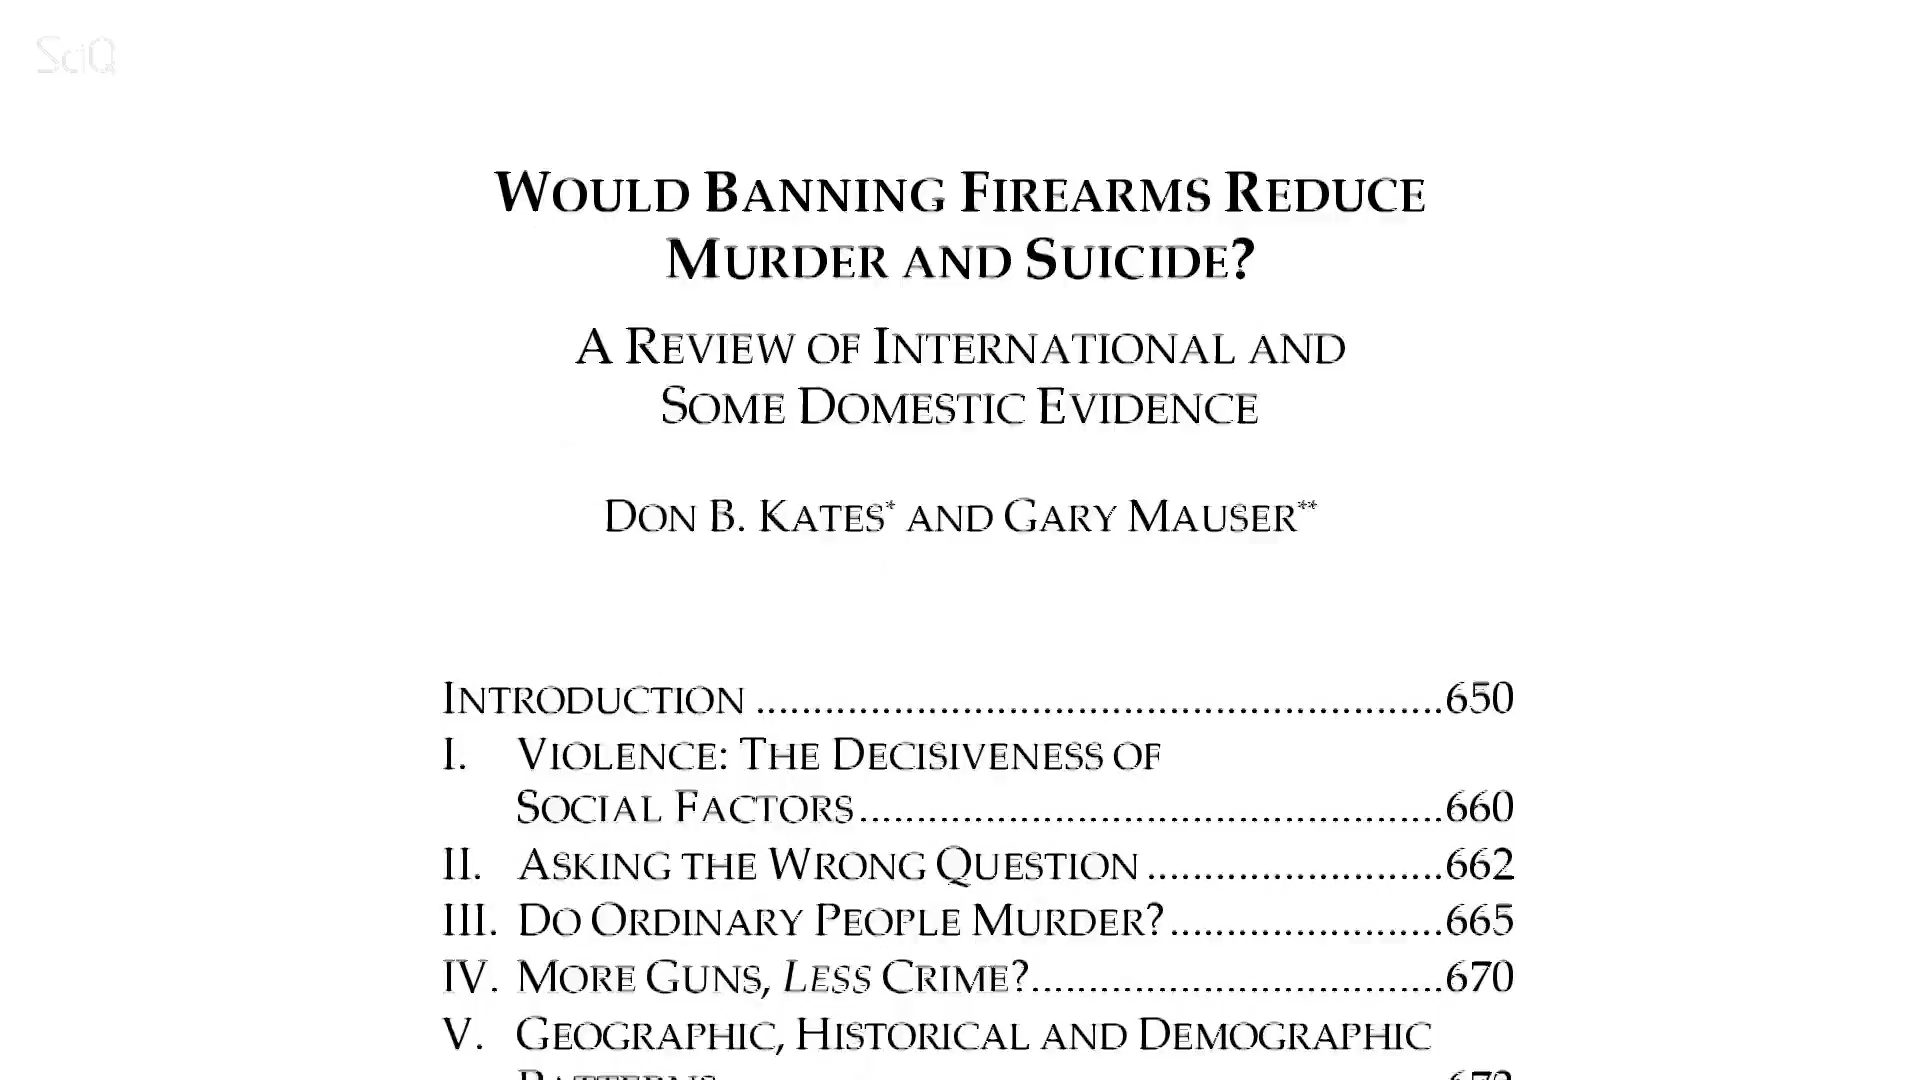 SciQ
WOULD BANNING FIREARMS REDUCE
MURDER AND SUICIDE?
A REVIEW OF INTERNATIONAL AND
SOME DOMESTIC EVIDENCE
DON B. KATES* AND GARY MAUSER**
INTRODUCTION ............................................................650
I. VIOLENCE: THE DECISIVENESS OF
SOCIAL FACTORS...................................................660
II. ASKING THE WRONG QUESTION ..........................662
III. DO ORDINARY PEOPLE MURDER?........................665
IV. MORE GUNS, LESS CRIME?....................................670
V. GEOGRAPHIC, HISTORICAL AND DEMOGRAPHIC